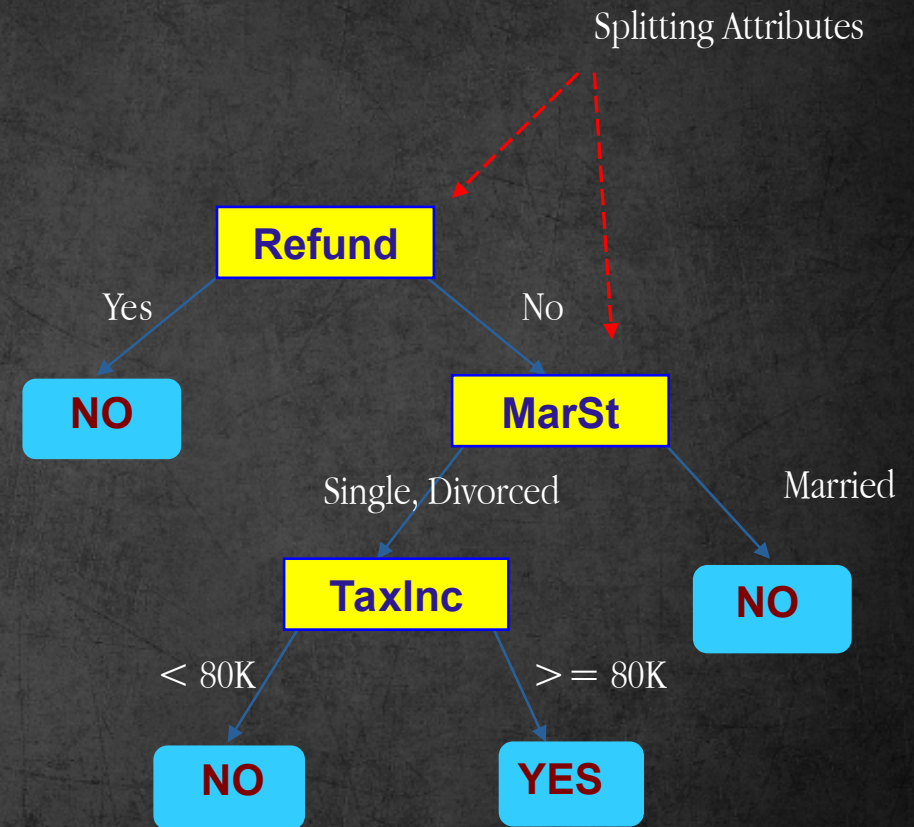 Splitting Attributes
Refund
Yes
No
NO
MarSt
Single, Divorced
Married
TaxInc
NO
< 80K
>= 80K
NO
YES